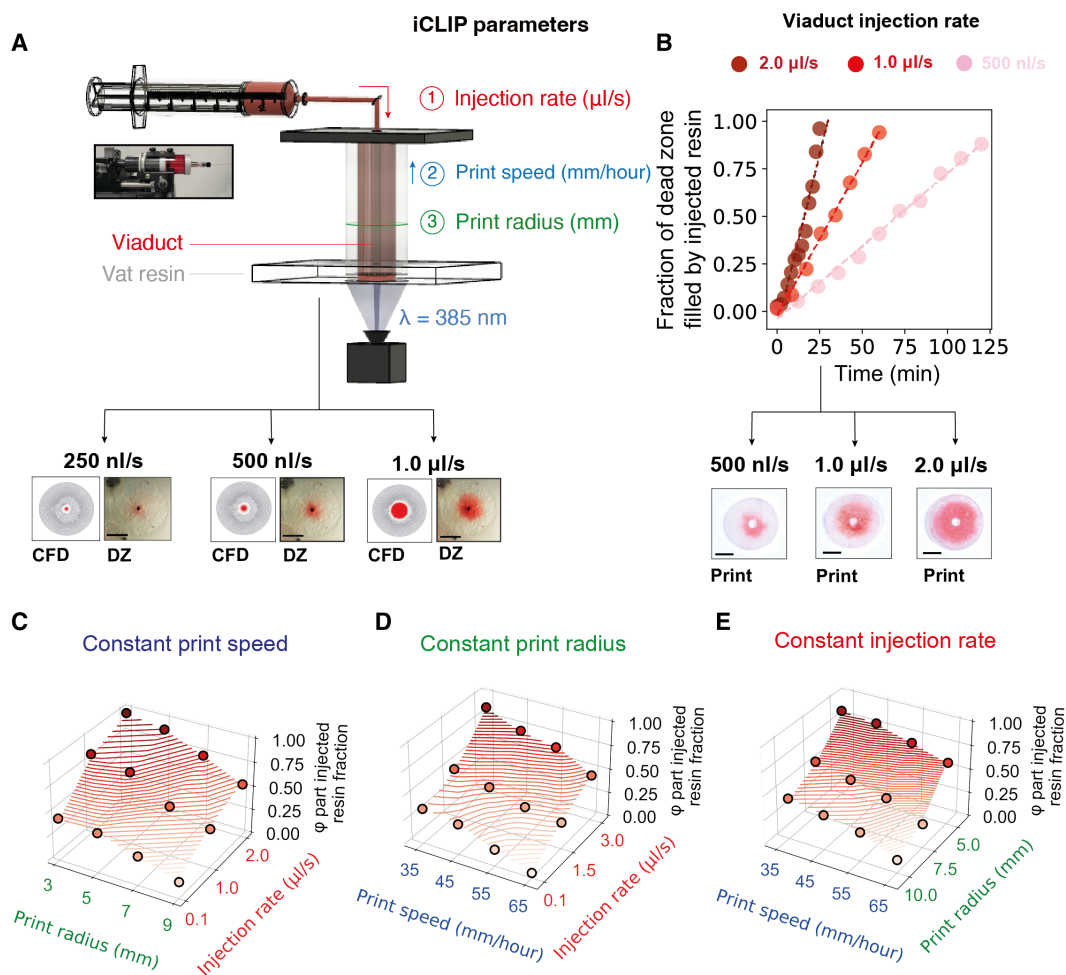 iCLIP parameters
A
1 Injection rate (µl/s)
2 Print speed (mm/hour)
3 Print radius (mm)
Viaduct
Vat resin
λ = 385 nm
250 nl/s
500 nl/s
1.0 µl/s
CFD DZ CFD DZ CFD DZ
Viaduct injection rate
B
2.0 µl/s 1.0 µl/s 500 nl/s
Fraction of dead zone
filled by injected resin
1.00
0.75
0.50
0.25
0.00
0 25 50 75 100 125
Time (min)
500 nl/s 1.0 µl/s 2.0 µl/s
Print Print Print
C
Constant print speed
φ part injected
resin fraction
1.00
0.75
0.50
0.25
0.00
3 5 7 9
Print radius (mm)
2.0
1.0
0.1
Injection rate (µl/s)
D
Constant print radius
φ part injected
resin fraction
1.00
0.75
0.50
0.25
0.00
35 45 55 65
Print speed (mm/hour)
3.0
1.5
0.1
Injection rate (µl/s)
E
Constant injection rate
φ part injected
resin fraction
1.00
0.75
0.50
0.25
0.00
35 45 55 65
Print speed (mm/hour)
5.0
7.5
10.0
Print radius (mm)